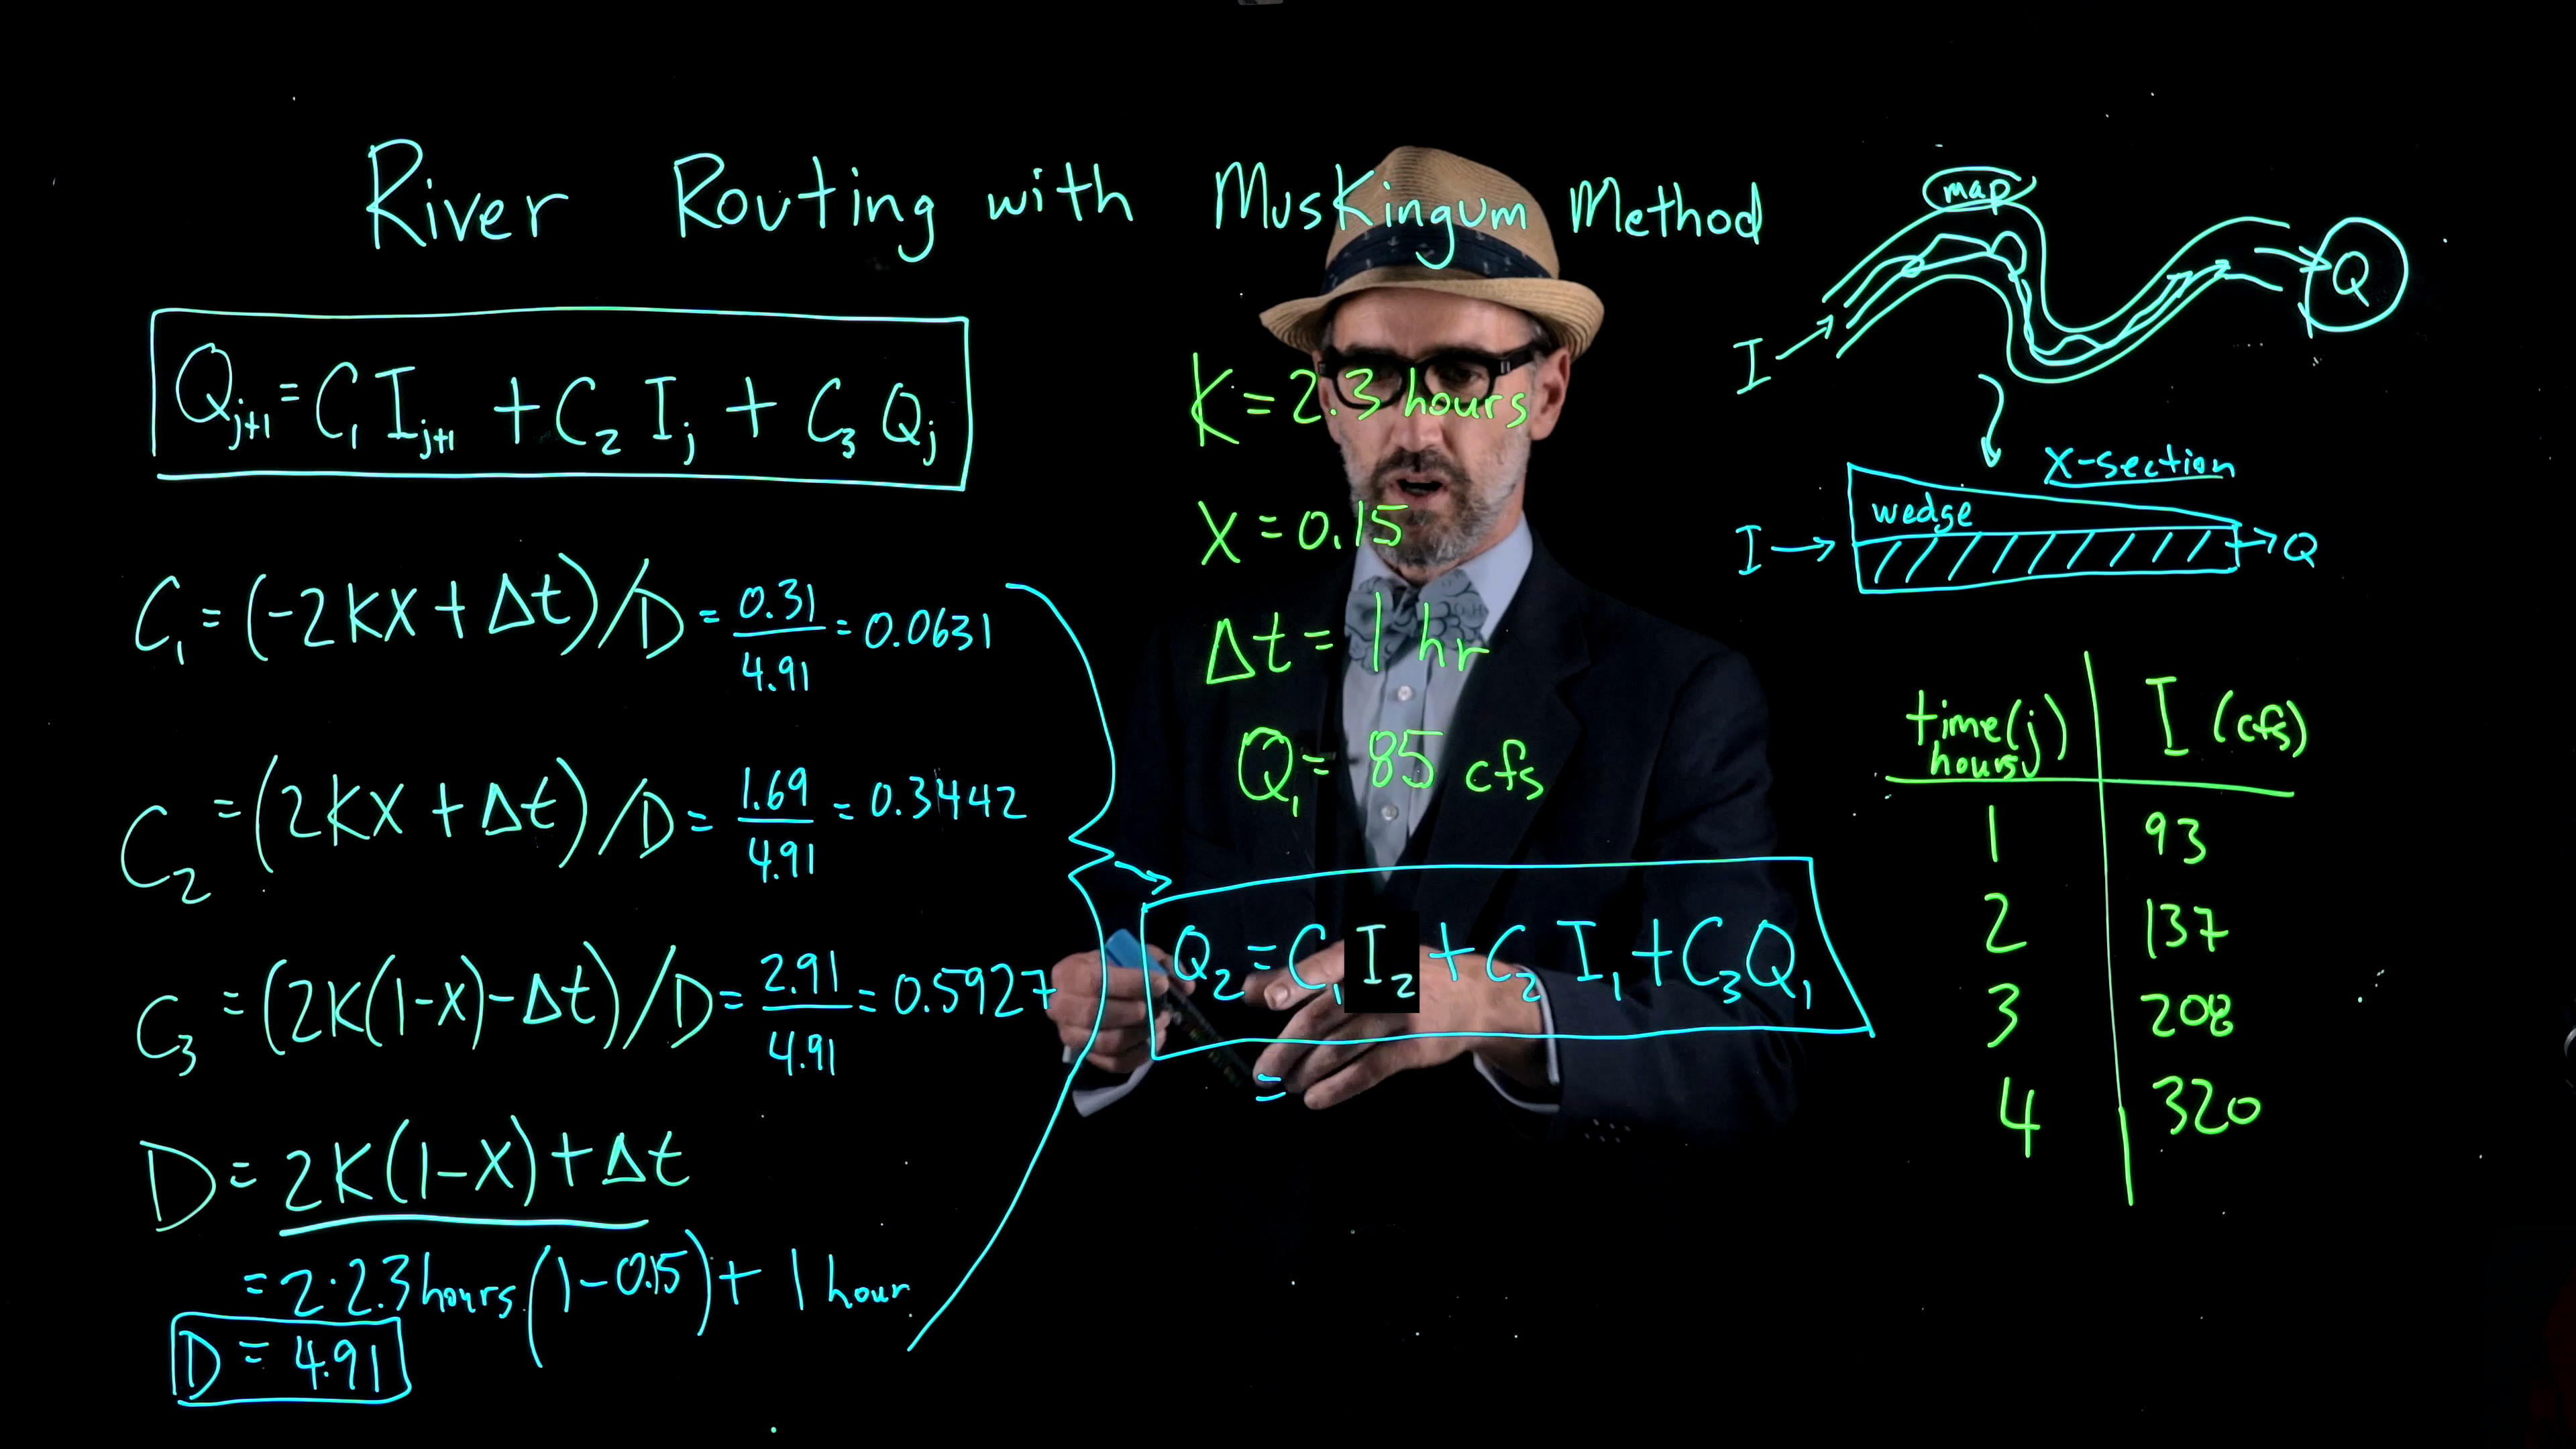 River Routing with Muskingum Method
Q_{j+1} = C_1 I_{j+1} + C_2 I_j + C_3 Q_j
C_1 = (-2KX + Δt)/D = 0.31/4.91 = 0.0631
C_2 = (2KX + Δt)/D = 1.69/4.91 = 0.3442
C_3 = (2K(1-X)-Δt)/D = 2.91/4.91 = 0.5927
D = 2K(1-X)+Δt
= 2·2.3 hours (1-0.15) + 1 hour
D = 4.91
K = 2.3 hours
X = 0.15
Δt = 1 hr
Q_1 = 85 cfs
Q_2 = C_1 I_2 + C_2 I_1 + C_3 Q_1
=
map
I
Q
X-section
wedge
I
Q
time(j) hours
I (cfs)
1 93
2 137
3 208
4 320